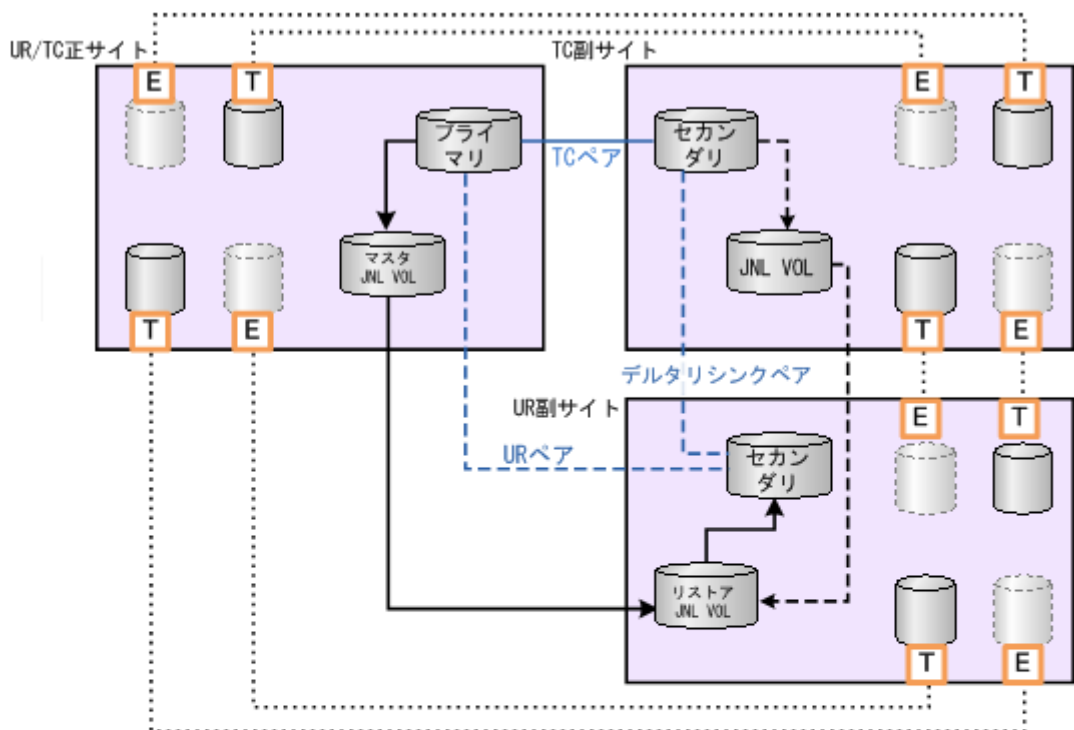 UR/TC正サイト
TC副サイト
E
T
E
T
プライ
マリ
TCペア
セカン
ダリ
マスタ
JNL VOL
JNL VOL
T
E
T
E
デルタリシンクペア
UR副サイト
E
T
URペア
セカン
ダリ
リストア
JNL VOL
T
E